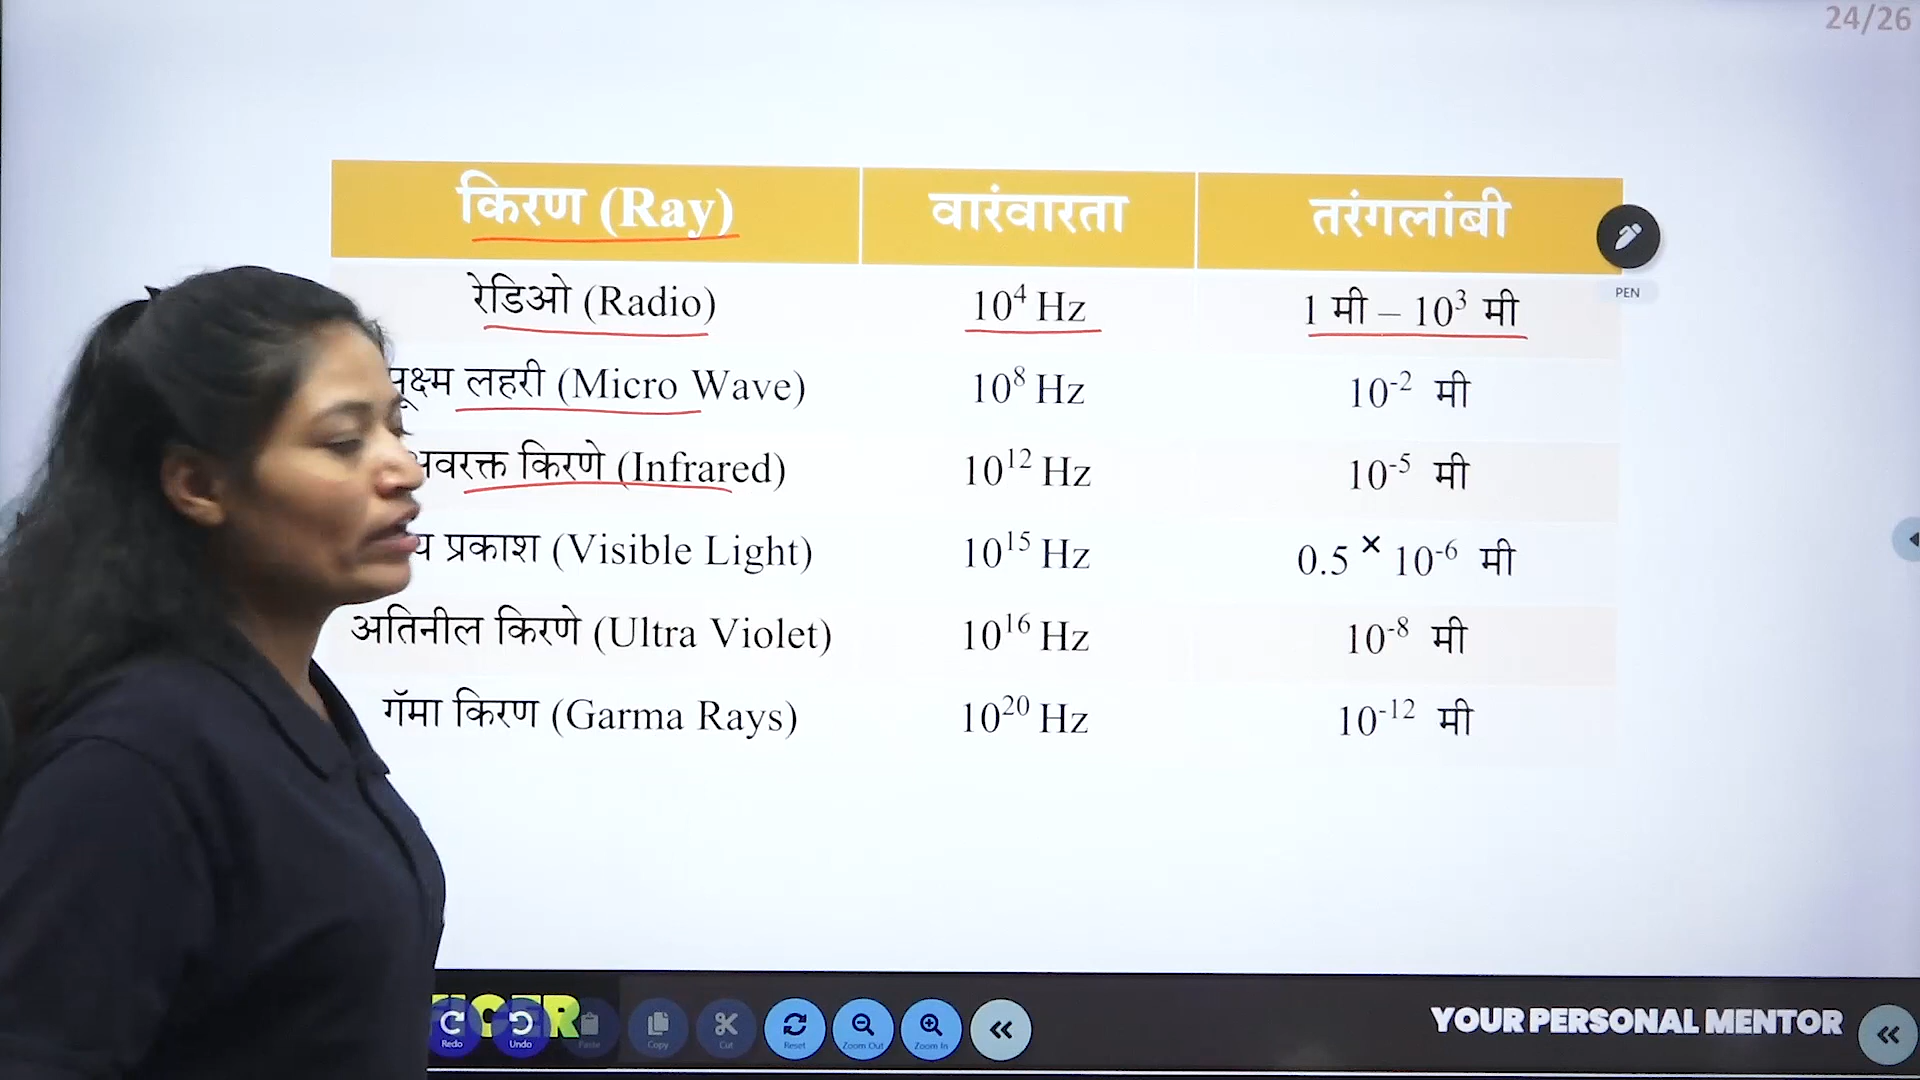 24/26
किरण (Ray) वारंवारता तरंगलांबी
PEN
रेडिओ (Radio) 10⁴ Hz 1 मी – 10³ मी
लहरी (Micro Wave) 10⁸ Hz 10⁻² मी
किरणे (Infrared) 10¹² Hz 10⁻⁵ मी
प्रकाश (Visible Light) 10¹⁵ Hz 0.5 × 10⁻⁶ मी
अतिनील किरणे (Ultra Violet) 10¹⁶ Hz 10⁻⁸ मी
गॅमा किरण (Garma Rays) 10²⁰ Hz 10⁻¹² मी
Redo Undo Paste Copy Cut Reset Zoom Out Zoom In
YOUR PERSONAL MENTOR